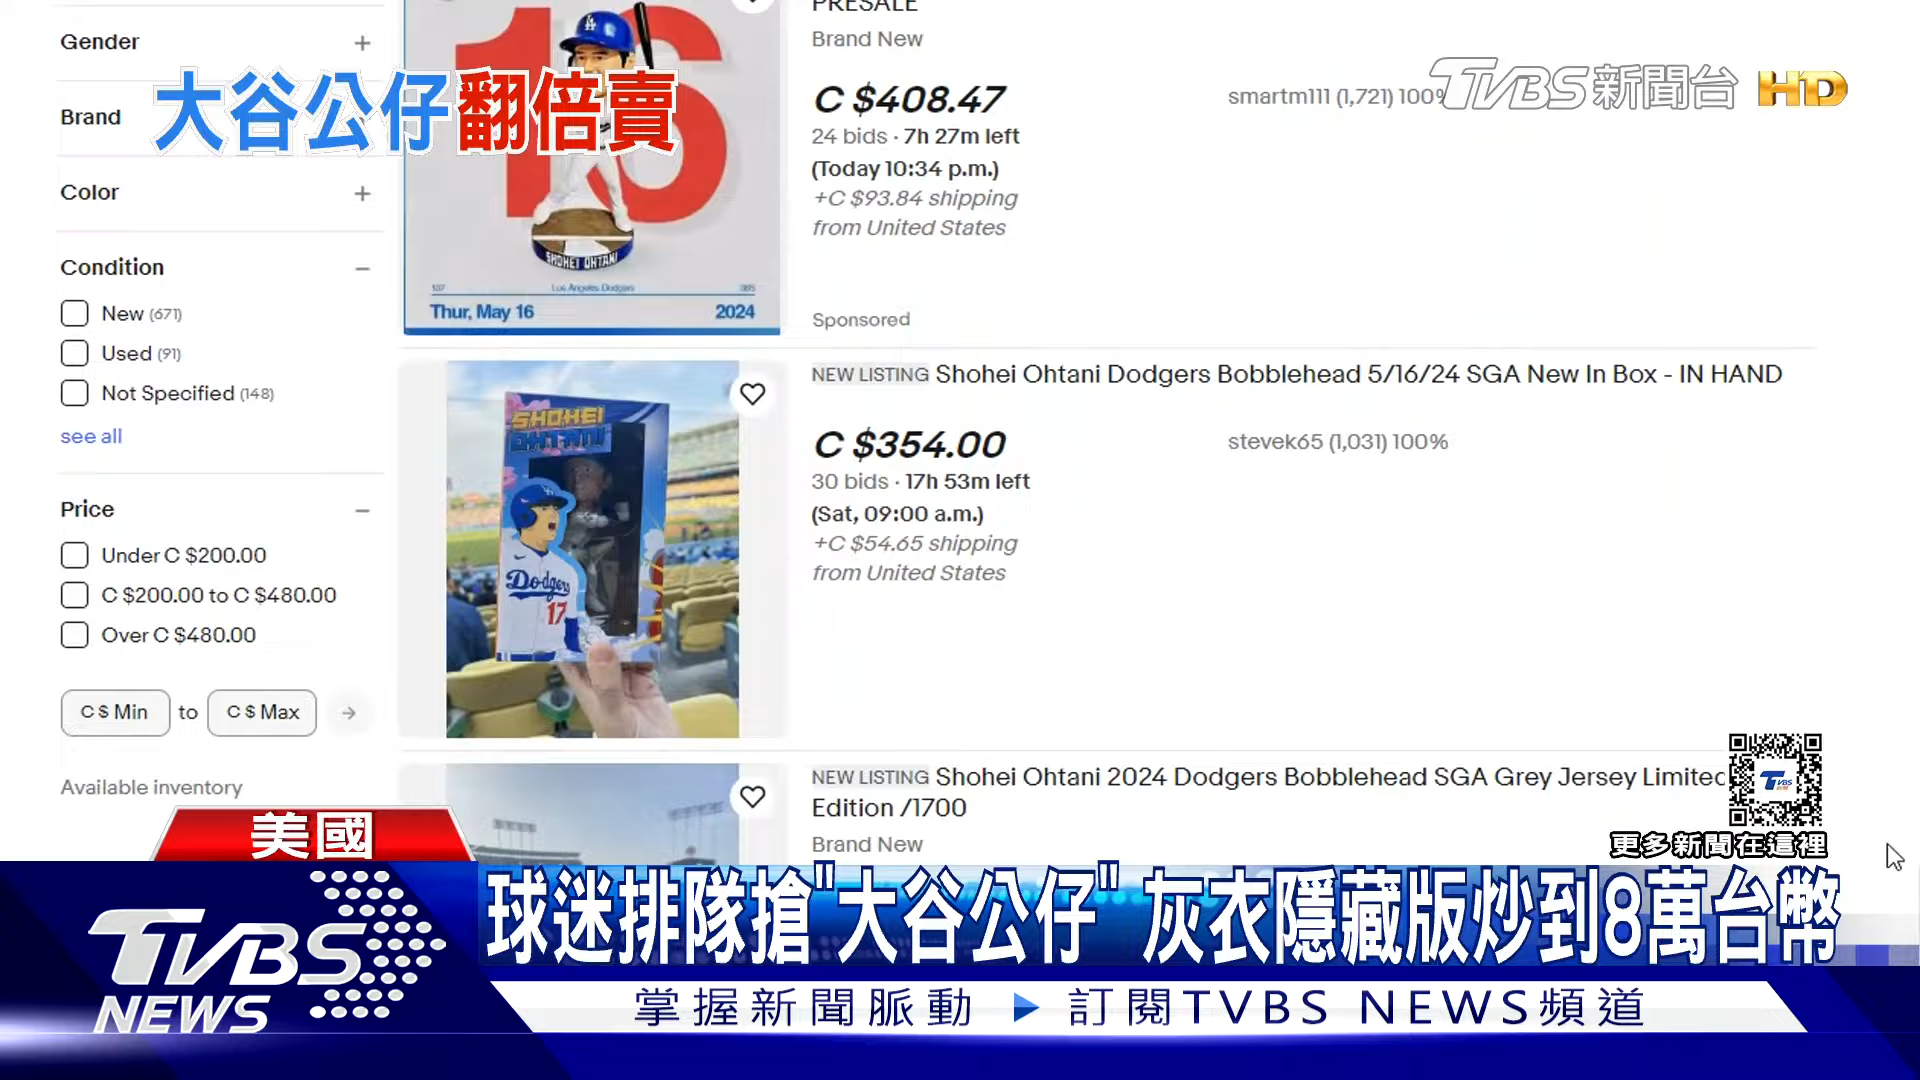 Gender
Brand
Color
Condition
New (671)
Used (91)
Not Specified (148)
see all
Price
Under C $200.00
C $200.00 to C $480.00
Over C $480.00
C $ Min to C $ Max
Available inventory
大谷公仔翻倍賣
16
SHOHEI OHTANI
Los Angeles Dodgers
Thur, May 16 2024
PRESALE
Brand New
C $408.47
24 bids · 7h 27m left
(Today 10:34 p.m.)
+C $93.84 shipping
from United States
Sponsored
smartm111 (1,721) 100%
TVBS新聞台 HD
NEW LISTING Shohei Ohtani Dodgers Bobblehead 5/16/24 SGA New In Box - IN HAND
C $354.00
30 bids · 17h 53m left
(Sat, 09:00 a.m.)
+C $54.65 shipping
from United States
stevek65 (1,031) 100%
SHOHEI
OHTANI
Dodgers
17
NEW LISTING Shohei Ohtani 2024 Dodgers Bobblehead SGA Grey Jersey Limited
Edition /1700
Brand New
TVBS
更多新聞在這裡
美國
球迷排隊搶"大谷公仔" 灰衣隱藏版炒到8萬台幣
TVBS
NEWS
掌握新聞脈動 ▶ 訂閱TVBS NEWS頻道